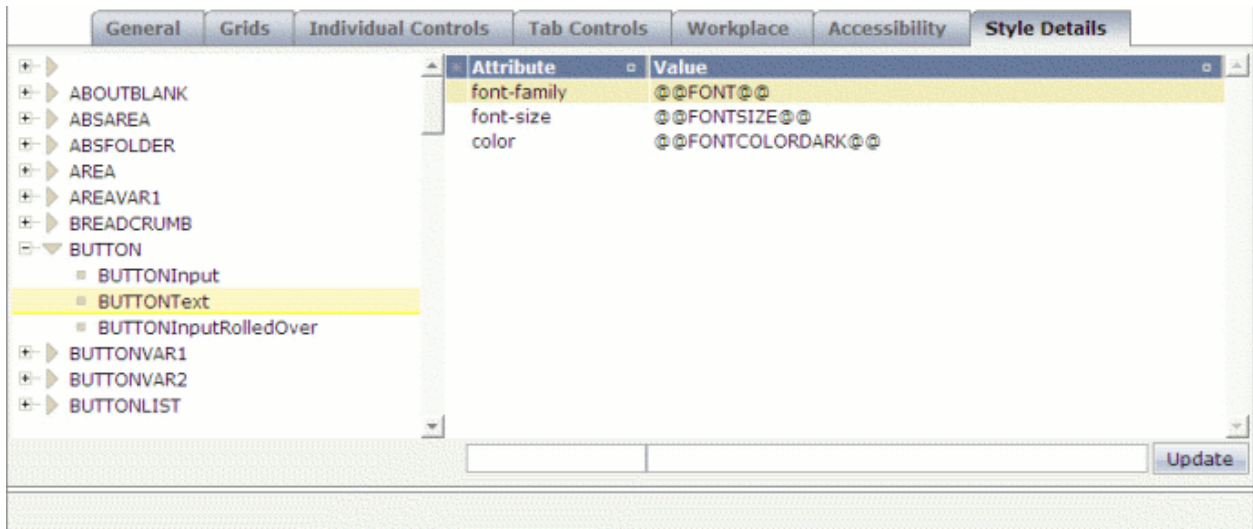 General Grids Individual Controls Tab Controls Workplace Accessibility Style Details
Attribute Value
ABOUTBLANK
ABSAREA
ABSFOLDER
AREA
AREAVAR1
BREADCRUMB
BUTTON
BUTTONInput
BUTTONText
BUTTONInputRolledOver
BUTTONVAR1
BUTTONVAR2
BUTTONLIST
font-family @@FONT@@
font-size @@FONTSIZE@@
color @@FONTCOLORDARK@@
Update